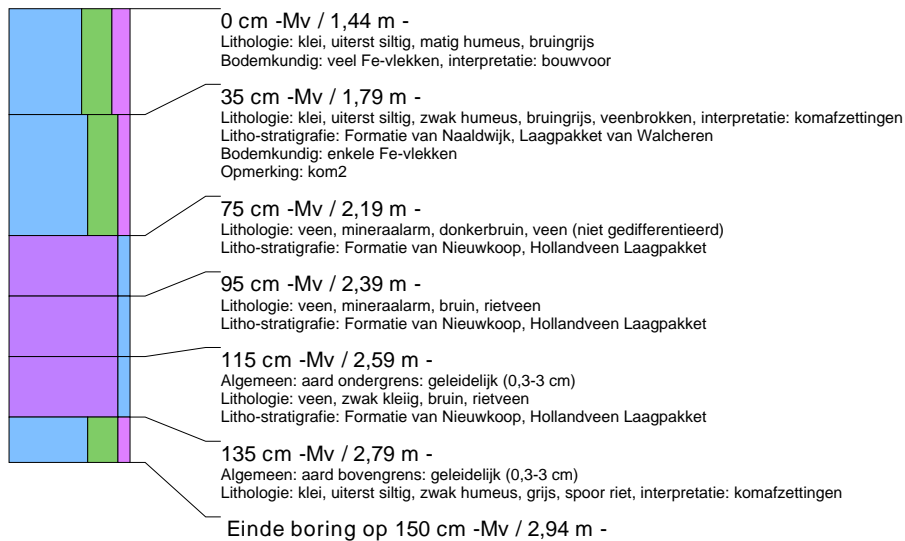 0 cm -Mv / 1,44 m -
Lithologie: klei, uiterst siltig, matig humeus, bruingrijs
Bodemkundig: veel Fe-vlekken, interpretatie: bouwvoor
35 cm -Mv / 1,79 m -
Lithologie: klei, uiterst siltig, zwak humeus, bruingrijs, veenbrokken, interpretatie: komafzettingen
Litho-stratigrafie: Formatie van Naaldwijk, Laagpakket van Walcheren
Bodemkundig: enkele Fe-vlekken
Opmerking: kom2
75 cm -Mv / 2,19 m -
Lithologie: veen, mineraalarm, donkerbruin, veen (niet gedifferentieerd)
Litho-stratigrafie: Formatie van Nieuwkoop, Hollandveen Laagpakket
95 cm -Mv / 2,39 m -
Lithologie: veen, mineraalarm, bruin, rietveen
Litho-stratigrafie: Formatie van Nieuwkoop, Hollandveen Laagpakket
115 cm -Mv / 2,59 m -
Algemeen: aard ondergrens: geleidelijk (0,3-3 cm)
Lithologie: veen, zwak kleiig, bruin, rietveen
Litho-stratigrafie: Formatie van Nieuwkoop, Hollandveen Laagpakket
135 cm -Mv / 2,79 m -
Algemeen: aard bovengrens: geleidelijk (0,3-3 cm)
Lithologie: klei, uiterst siltig, zwak humeus, grijs, spoor riet, interpretatie: komafzettingen
Einde boring op 150 cm -Mv / 2,94 m -